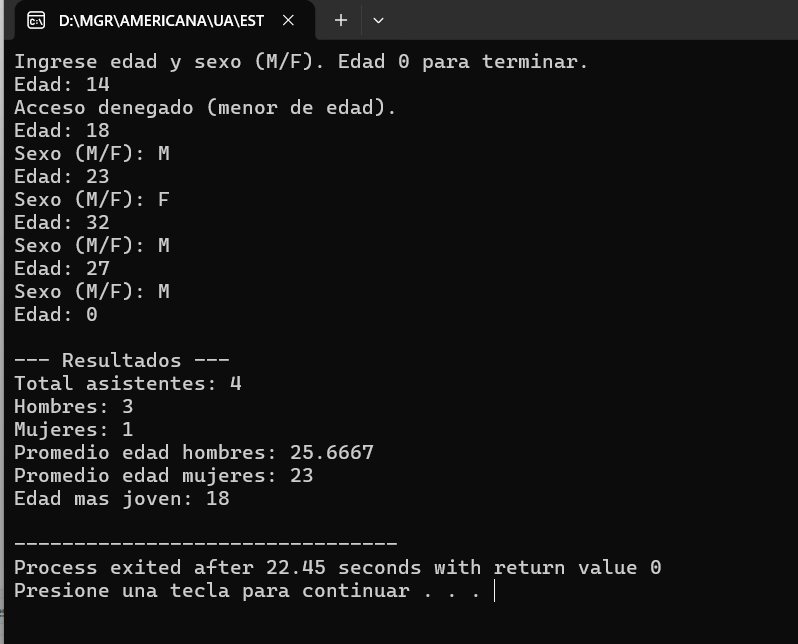 D:\MGR\AMERICANA\UA\EST
Ingrese edad y sexo (M/F). Edad 0 para terminar.
Edad: 14
Acceso denegado (menor de edad).
Edad: 18
Sexo (M/F): M
Edad: 23
Sexo (M/F): F
Edad: 32
Sexo (M/F): M
Edad: 27
Sexo (M/F): M
Edad: 0
--- Resultados ---
Total asistentes: 4
Hombres: 3
Mujeres: 1
Promedio edad hombres: 25.6667
Promedio edad mujeres: 23
Edad mas joven: 18
--------------------------------
Process exited after 22.45 seconds with return value 0
Presione una tecla para continuar . . .